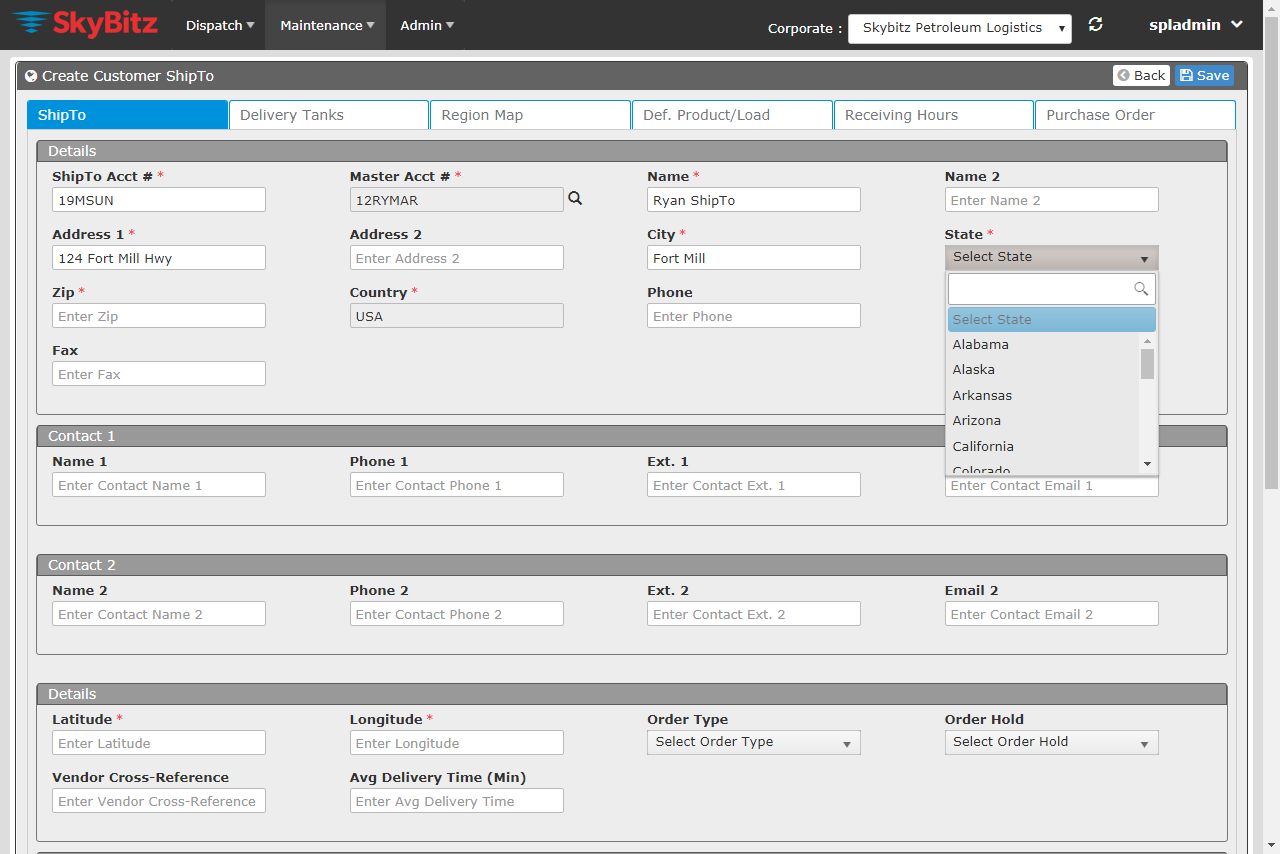 SkyBitz
Dispatch
Maintenance
Admin
Corporate :
Skybitz Petroleum Logistics
spladmin
Create Customer ShipTo
Back
Save
ShipTo
Delivery Tanks
Region Map
Def. Product/Load
Receiving Hours
Purchase Order
Details
ShipTo Acct # *
Master Acct # *
Name *
Name 2
19MSUN
12RYMAR
Ryan ShipTo
Enter Name 2
Address 1 *
Address 2
City *
State *
124 Fort Mill Hwy
Enter Address 2
Fort Mill
Select State
Zip *
Country *
Phone
Enter Zip
USA
Enter Phone
Select State
Alabama
Alaska
Arkansas
Arizona
California
Colorado
Fax
Enter Fax
Contact 1
Name 1
Phone 1
Ext. 1
Enter Contact Name 1
Enter Contact Phone 1
Enter Contact Ext. 1
Enter Contact Email 1
Contact 2
Name 2
Phone 2
Ext. 2
Email 2
Enter Contact Name 2
Enter Contact Phone 2
Enter Contact Ext. 2
Enter Contact Email 2
Details
Latitude *
Longitude *
Order Type
Order Hold
Enter Latitude
Enter Longitude
Select Order Type
Select Order Hold
Vendor Cross-Reference
Avg Delivery Time (Min)
Enter Vendor Cross-Reference
Enter Avg Delivery Time